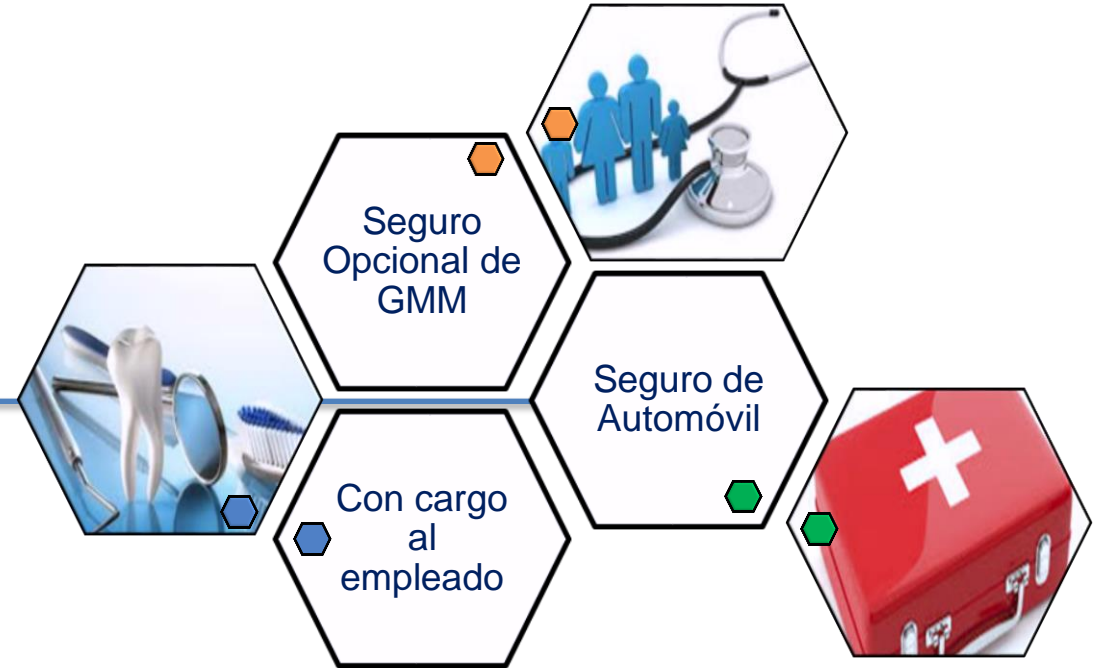 Seguro
Opcional de
GMM
Seguro de
Automóvil
Con cargo
al
empleado